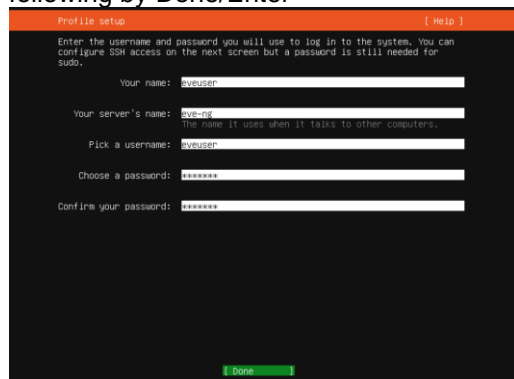 following by Done/Enter
Profile setup [ Help ]
Enter the username and password you will use to log in to the system. You can
configure SSH access on the next screen but a password is still needed for
sudo.
Your name: eveuser
Your server's name: eve-ng
The name it uses when it talks to other computers.
Pick a username: eveuser
Choose a password: *******
Confirm your password: *******
[ Done ]